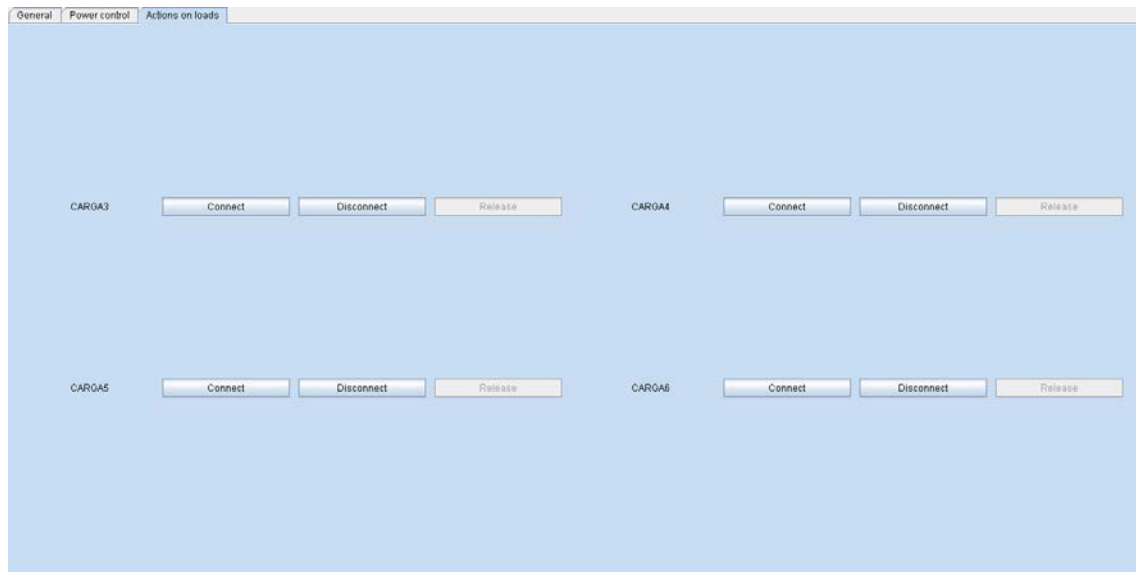 General Power control Actions on loads
CARGA3 Connect Disconnect Release CARGA4 Connect Disconnect Release
CARGA5 Connect Disconnect Release CARGA6 Connect Disconnect Release